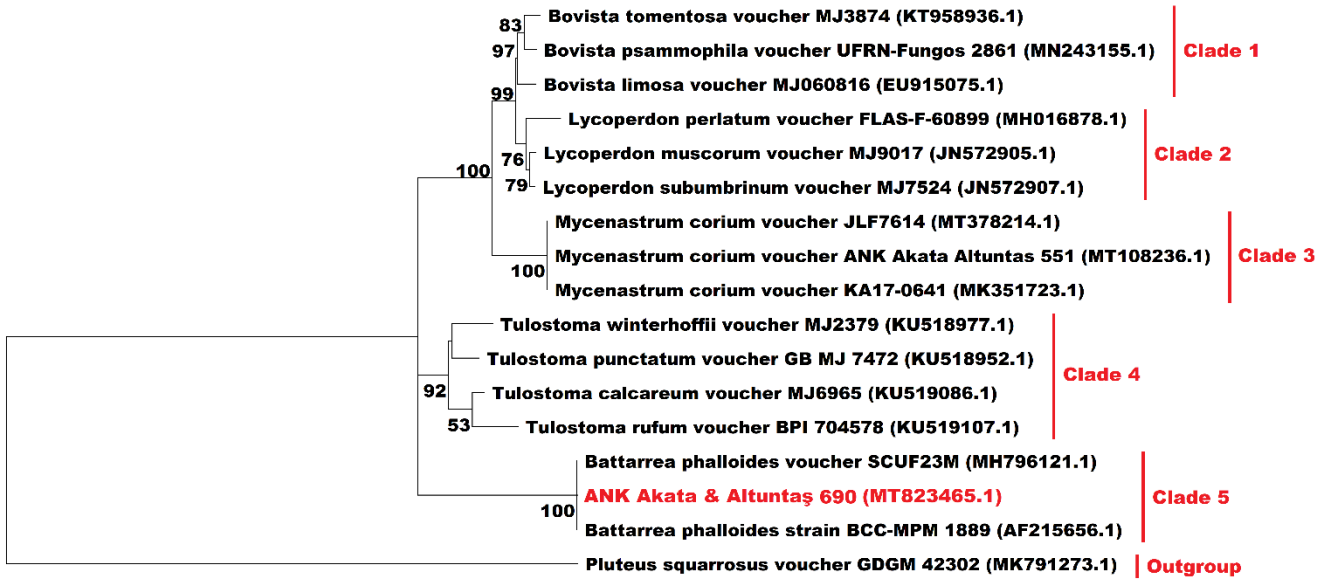 Bovista tomentosa voucher MJ3874 (KT958936.1)
83
97
Bovista psammophila voucher UFRN-Fungos 2861 (MN243155.1)
Clade 1
Bovista limosa voucher MJ060816 (EU915075.1)
99
Lycoperdon perlatum voucher FLAS-F-60899 (MH016878.1)
Lycoperdon muscorum voucher MJ9017 (JN572905.1)
Clade 2
76
100
79
Lycoperdon subumbrinum voucher MJ7524 (JN572907.1)
Mycenastrum corium voucher JLF7614 (MT378214.1)
Mycenastrum corium voucher ANK Akata Altuntas 551 (MT108236.1)
Clade 3
100
Mycenastrum corium voucher KA17-0641 (MK351723.1)
Tulostoma winterhoffii voucher MJ2379 (KU518977.1)
Tulostoma punctatum voucher GB MJ 7472 (KU518952.1)
Clade 4
92
Tulostoma calcareum voucher MJ6965 (KU519086.1)
53
Tulostoma rufum voucher BPI 704578 (KU519107.1)
Battarrea phalloides voucher SCUF23M (MH796121.1)
ANK Akata & Altuntaş 690 (MT823465.1)
Clade 5
100
Battarrea phalloides strain BCC-MPM 1889 (AF215656.1)
Pluteus squarrosus voucher GDGM 42302 (MK791273.1)
Outgroup